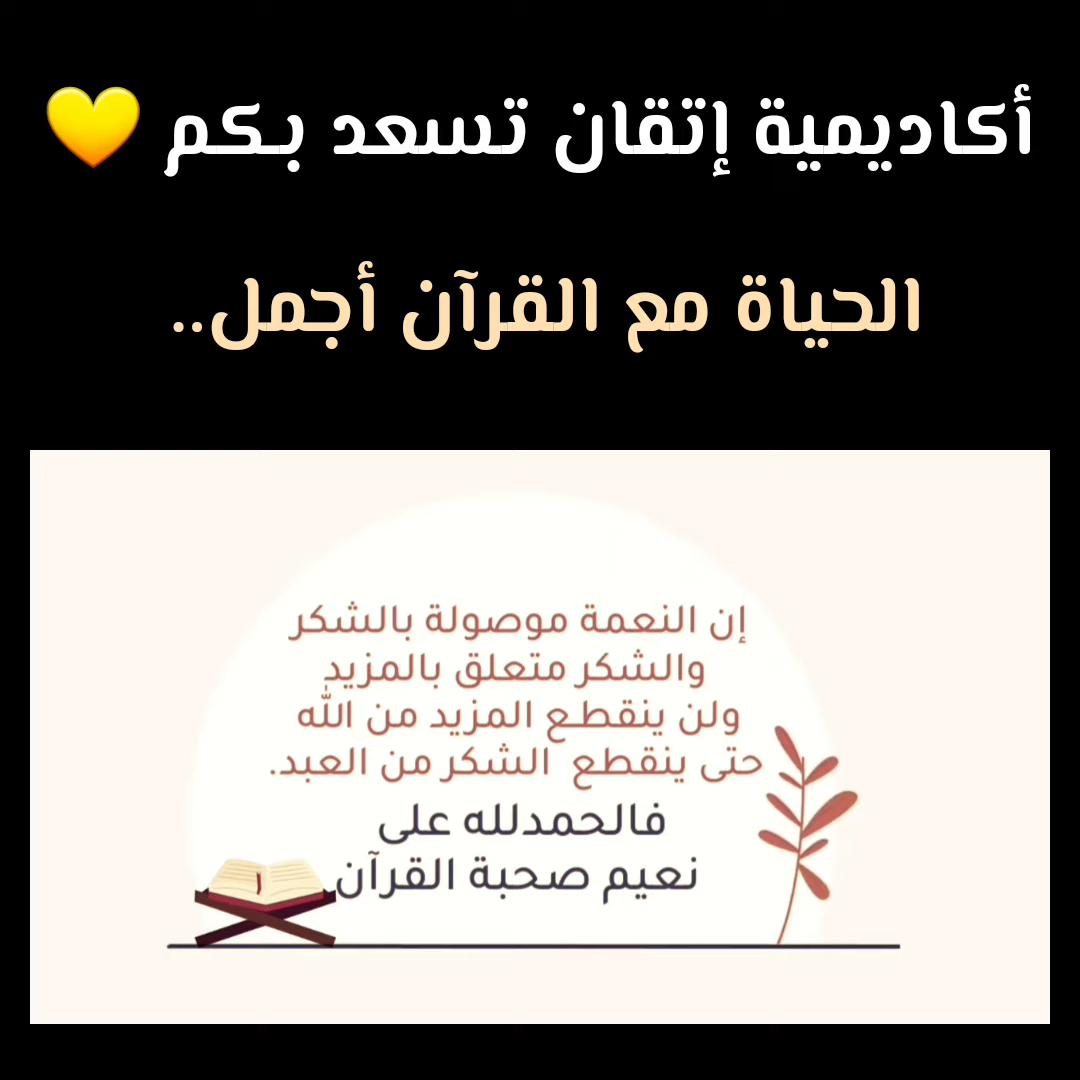 أكاديمية إتقان تسعد بكم 💛
الحياة مع القرآن أجمل..
إن النعمة موصولة بالشكر
والشكر متعلق بالمزيد
ولن ينقطع المزيد من الله
حتى ينقطع الشكر من العبد.
فالحمدلله على
نعيم صحبة القرآن